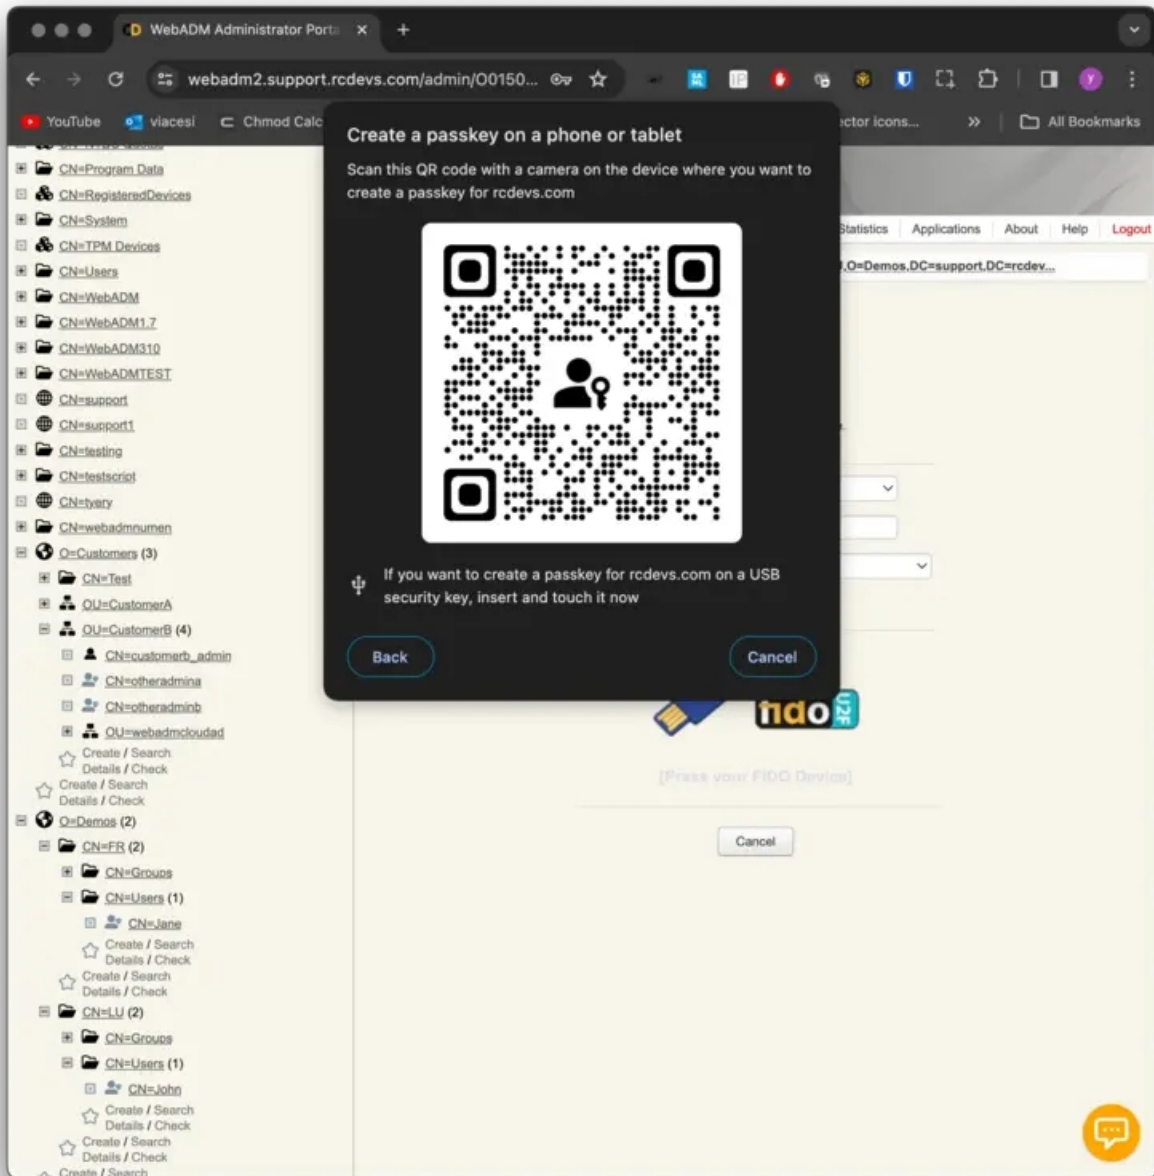 WebADM Administrator Porta
webadm2.support.rcdevs.com/admin/O0150...
YouTube
viacesi
Chmod Calc
ector icons...
All Bookmarks
Create a passkey on a phone or tablet
Scan this QR code with a camera on the device where you want to
create a passkey for rcdevs.com
If you want to create a passkey for rcdevs.com on a USB
security key, insert and touch it now
Back
Cancel
Statistics
Applications
About
Help
Logout
,O=Demos,DC=support,DC=rcdev...
CN=Program Data
CN=RegisteredDevices
CN=System
CN=TPM Devices
CN=Users
CN=WebADM
CN=WebADM1.7
CN=WebADM310
CN=WebADMTEST
CN=support
CN=support1
CN=testing
CN=testscript
CN=tyery
CN=webadmnumen
O=Customers (3)
CN=Test
OU=CustomerA
OU=CustomerB (4)
CN=customerb_admin
CN=otheradmina
CN=otheradminb
OU=webadmcloudad
Create / Search
Details / Check
Create / Search
Details / Check
O=Demos (2)
CN=FR (2)
CN=Groups
CN=Users (1)
CN=Jane
Create / Search
Details / Check
Create / Search
Details / Check
CN=LU (2)
CN=Groups
CN=Users (1)
CN=John
Create / Search
Details / Check
Create / Search
Details / Check
Create / Search
fido U2F
[Press your FIDO Device]
Cancel